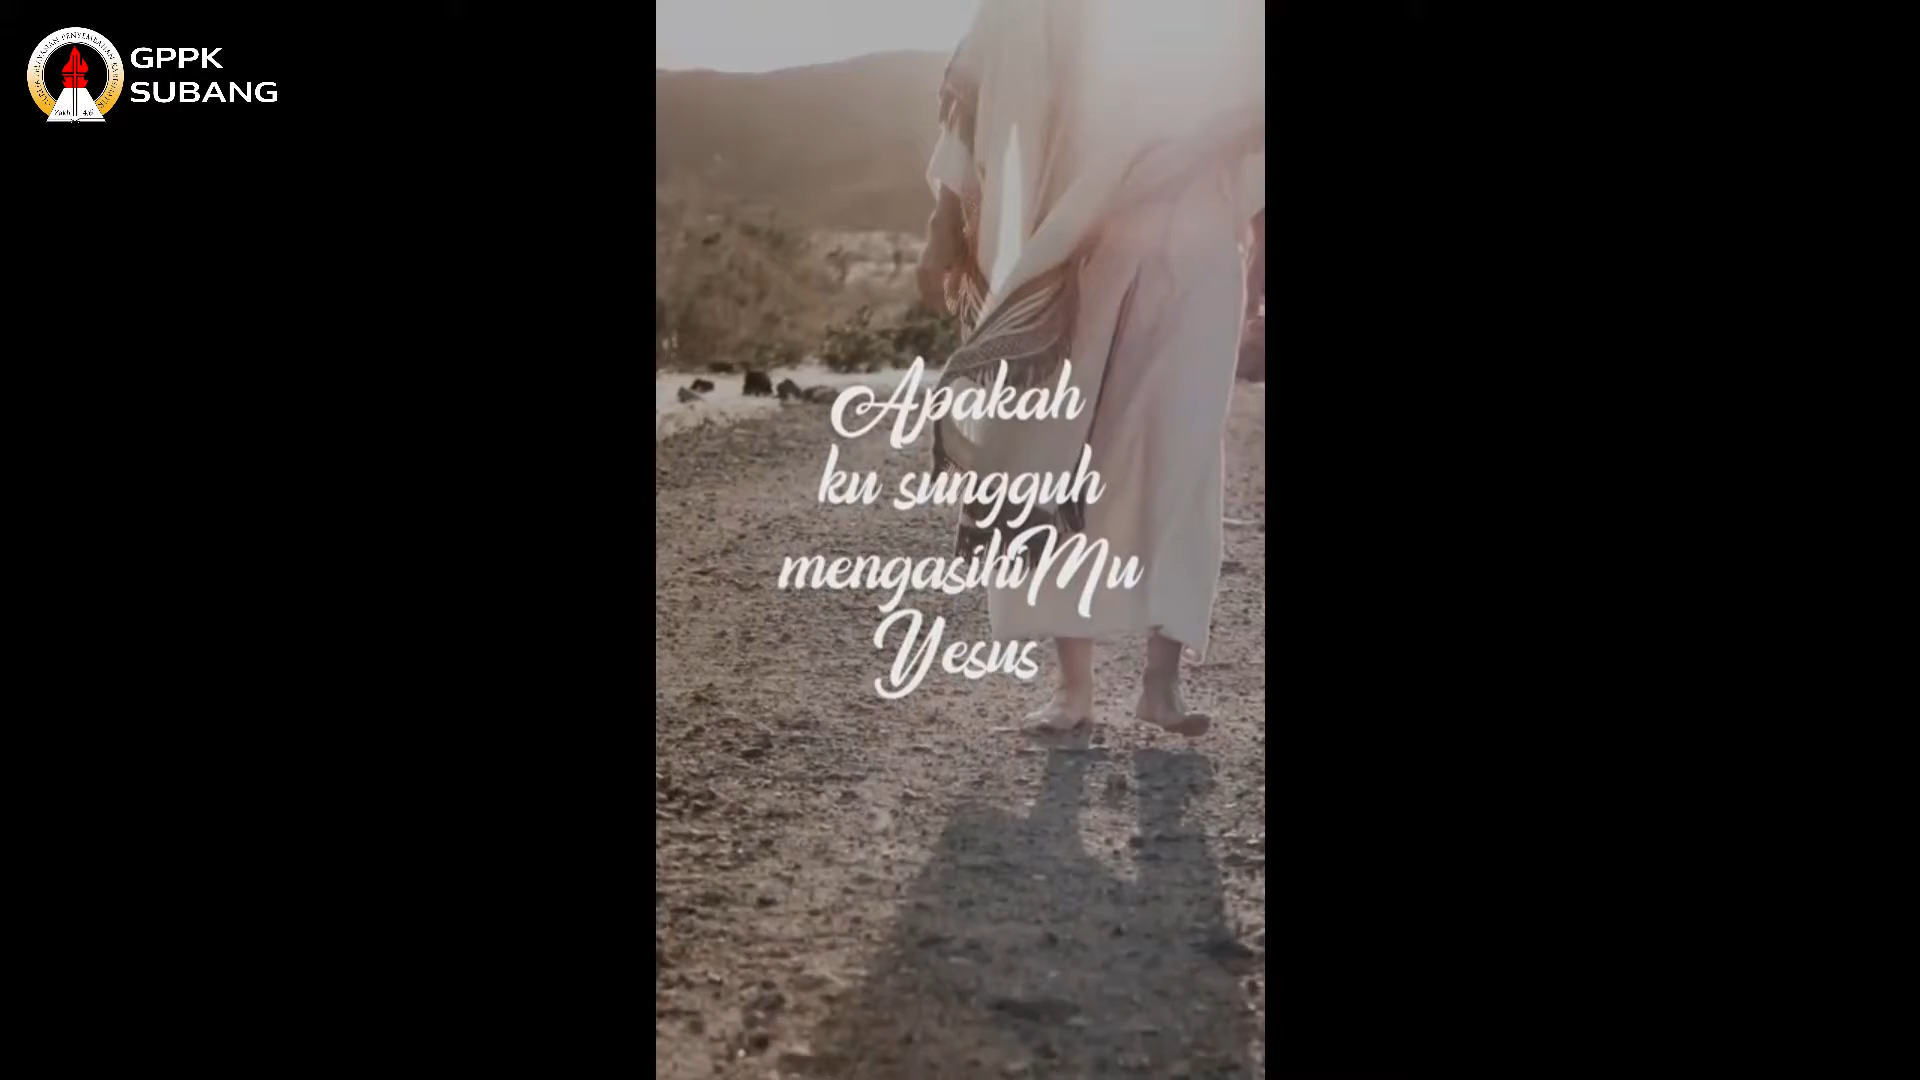 GPPK
SUBANG
Apakah
ku sungguh
mengasihiMu
Yesus